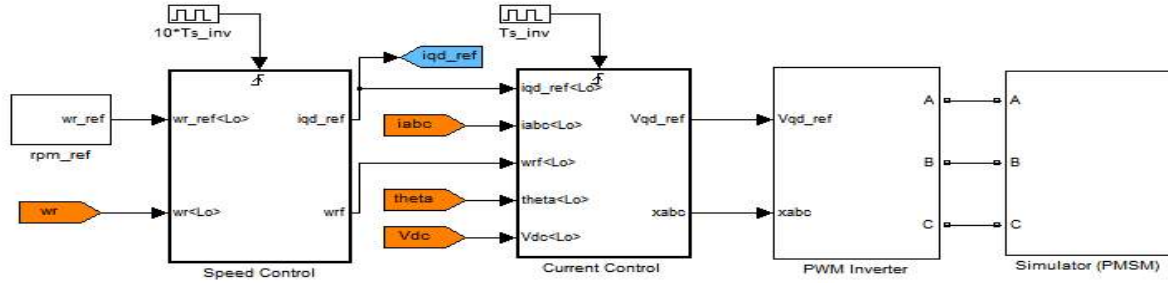 10*Ts_inv
Ts_inv
iqd_ref
wr_ref
rpm_ref
wr
wr_ref<Lo>
iqd_ref
wr<Lo>
wrf
Speed Control
iabc
theta
Vdc
iqd_ref<Lo>
iabc<Lo>
Vqd_ref
wrf<Lo>
theta<Lo>
xabc
Vdc<Lo>
Current Control
Vqd_ref
xabc
A
B
C
PWM Inverter
A
B
C
Simulator (PMSM)